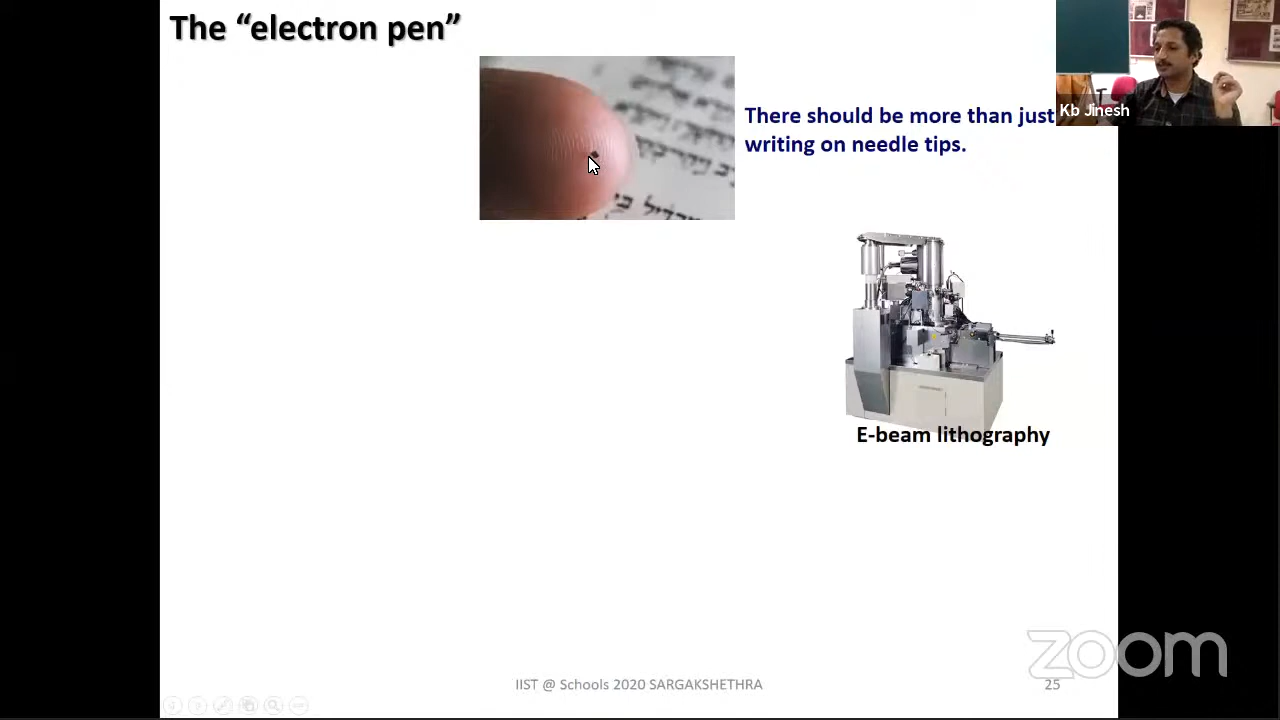 The “electron pen”
There should be more than just
writing on needle tips.
Kb Jinesh
E-beam lithography
zoom
IIST @ Schools 2020 SARGAKSHETHRA
25